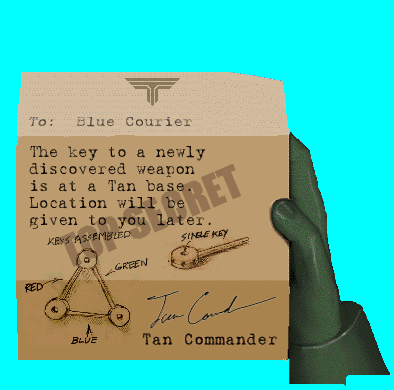 To: Blue Courier
The key to a newly
discovered weapon
is at a Tan base.
Location will be
given to you later.
TOP SECRET
KEYS ASSEMBLED
SINGLE KEY
GREEN
RED
BLUE
Tan Commander